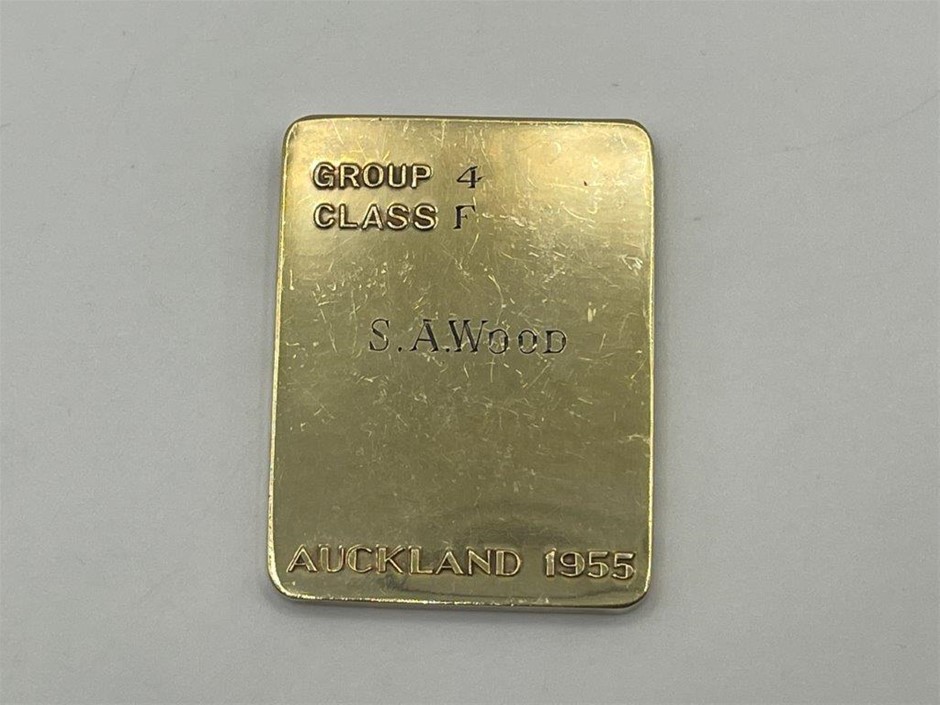 GROUP 4
CLASS F
S.A.WOOD
AUCKLAND 1955